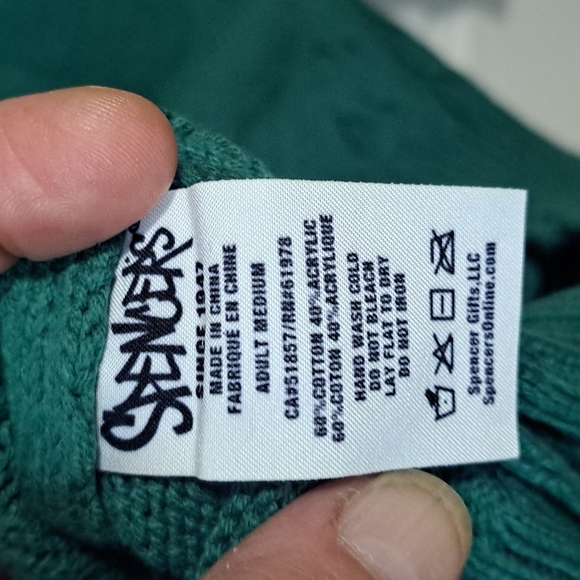 SPENCER'S
SINCE 1947
MADE IN CHINA
FABRIQUE EN CHINE
ADULT MEDIUM
CA#51857/RN#61978
60%COTTON 40%ACRYLIC
60%COTON 40%ACRYLIQUE
HAND WASH COLD
DO NOT BLEACH
LAY FLAT TO DRY
DO NOT IRON
Spencer Gifts,LLC
SpencersOnline.com